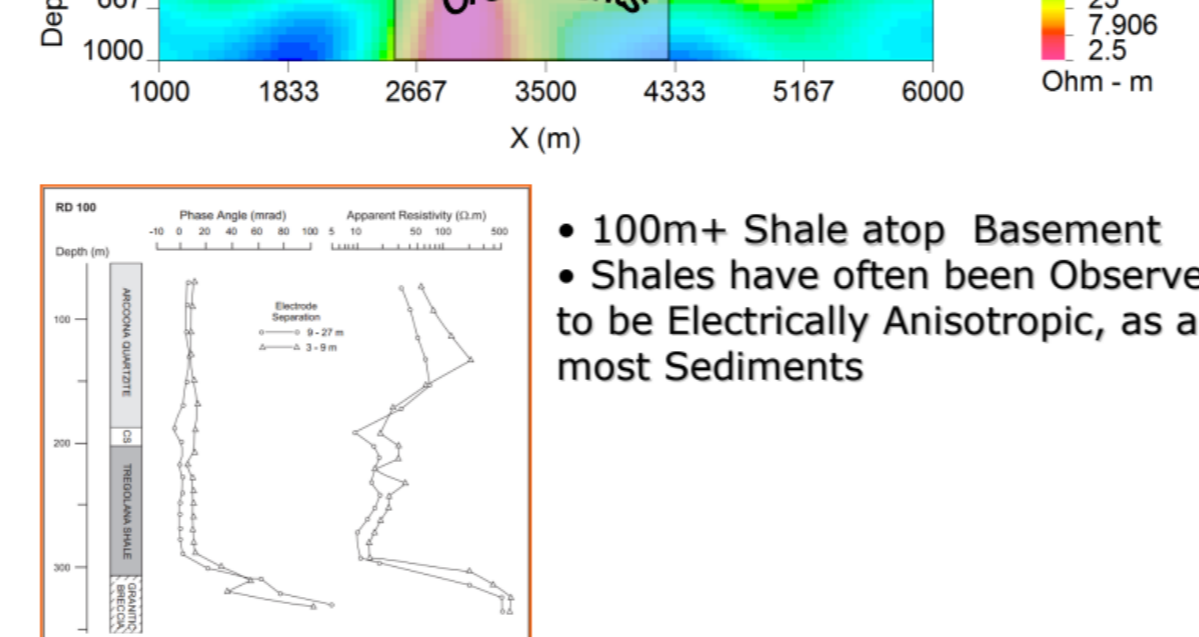 Dep
667
1000
1000 1833 2667 3500 4333 5167 6000
X (m)
25
7.906
2.5
Ohm - m
RD 100
Phase Angle (mrad)
-10 0 20 40 60 80 100
Apparent Resistivity (Ω.m)
5 10 50 100 500
Depth (m)
100
200
300
ARCOONA QUARTZITE
CS
TREGOLANA SHALE
GRANITIC
BRECCIA
Electrode
Separation
9 - 27 m
3 - 9 m
• 100m+ Shale atop Basement
• Shales have often been Observe
to be Electrically Anisotropic, as a
most Sediments